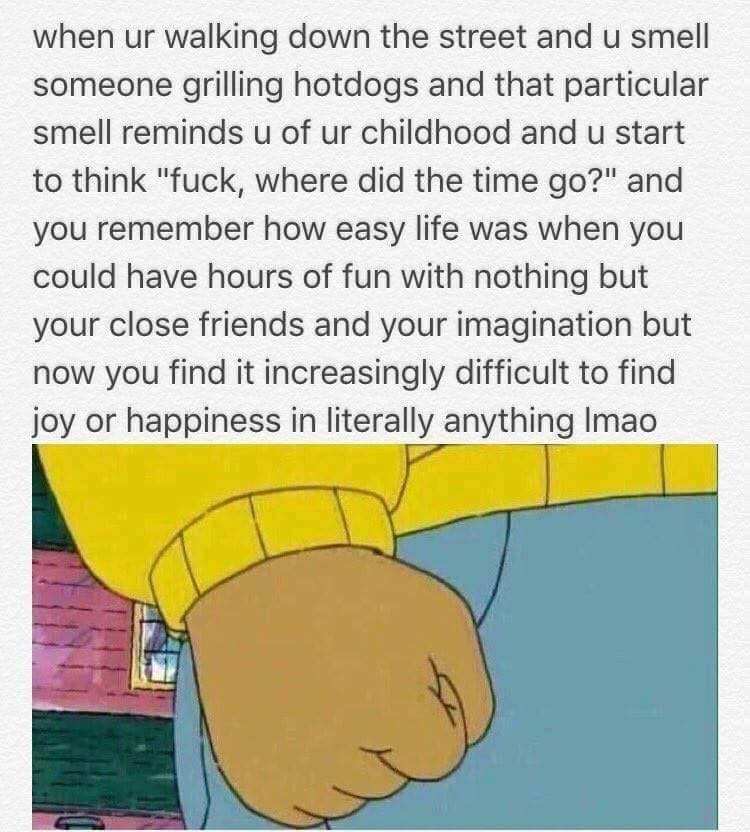 when ur walking down the street and u smell
someone grilling hotdogs and that particular
smell reminds u of ur childhood and u start
to think "fuck, where did the time go?" and
you remember how easy life was when you
could have hours of fun with nothing but
your close friends and your imagination but
now you find it increasingly difficult to find
joy or happiness in literally anything lmao